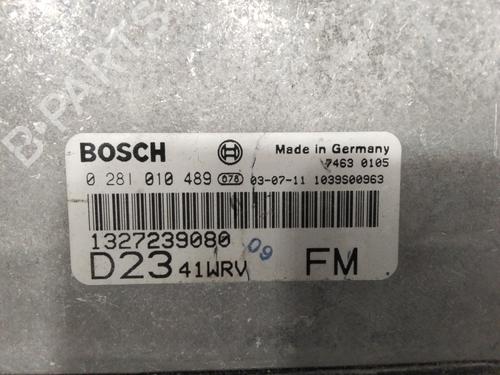 B-PARTS
BOSCH
Made in Germany
7463 0105
0 281 010 489 076 03-07-11 1039S00963
1327239080
09
D23 41WRV FM